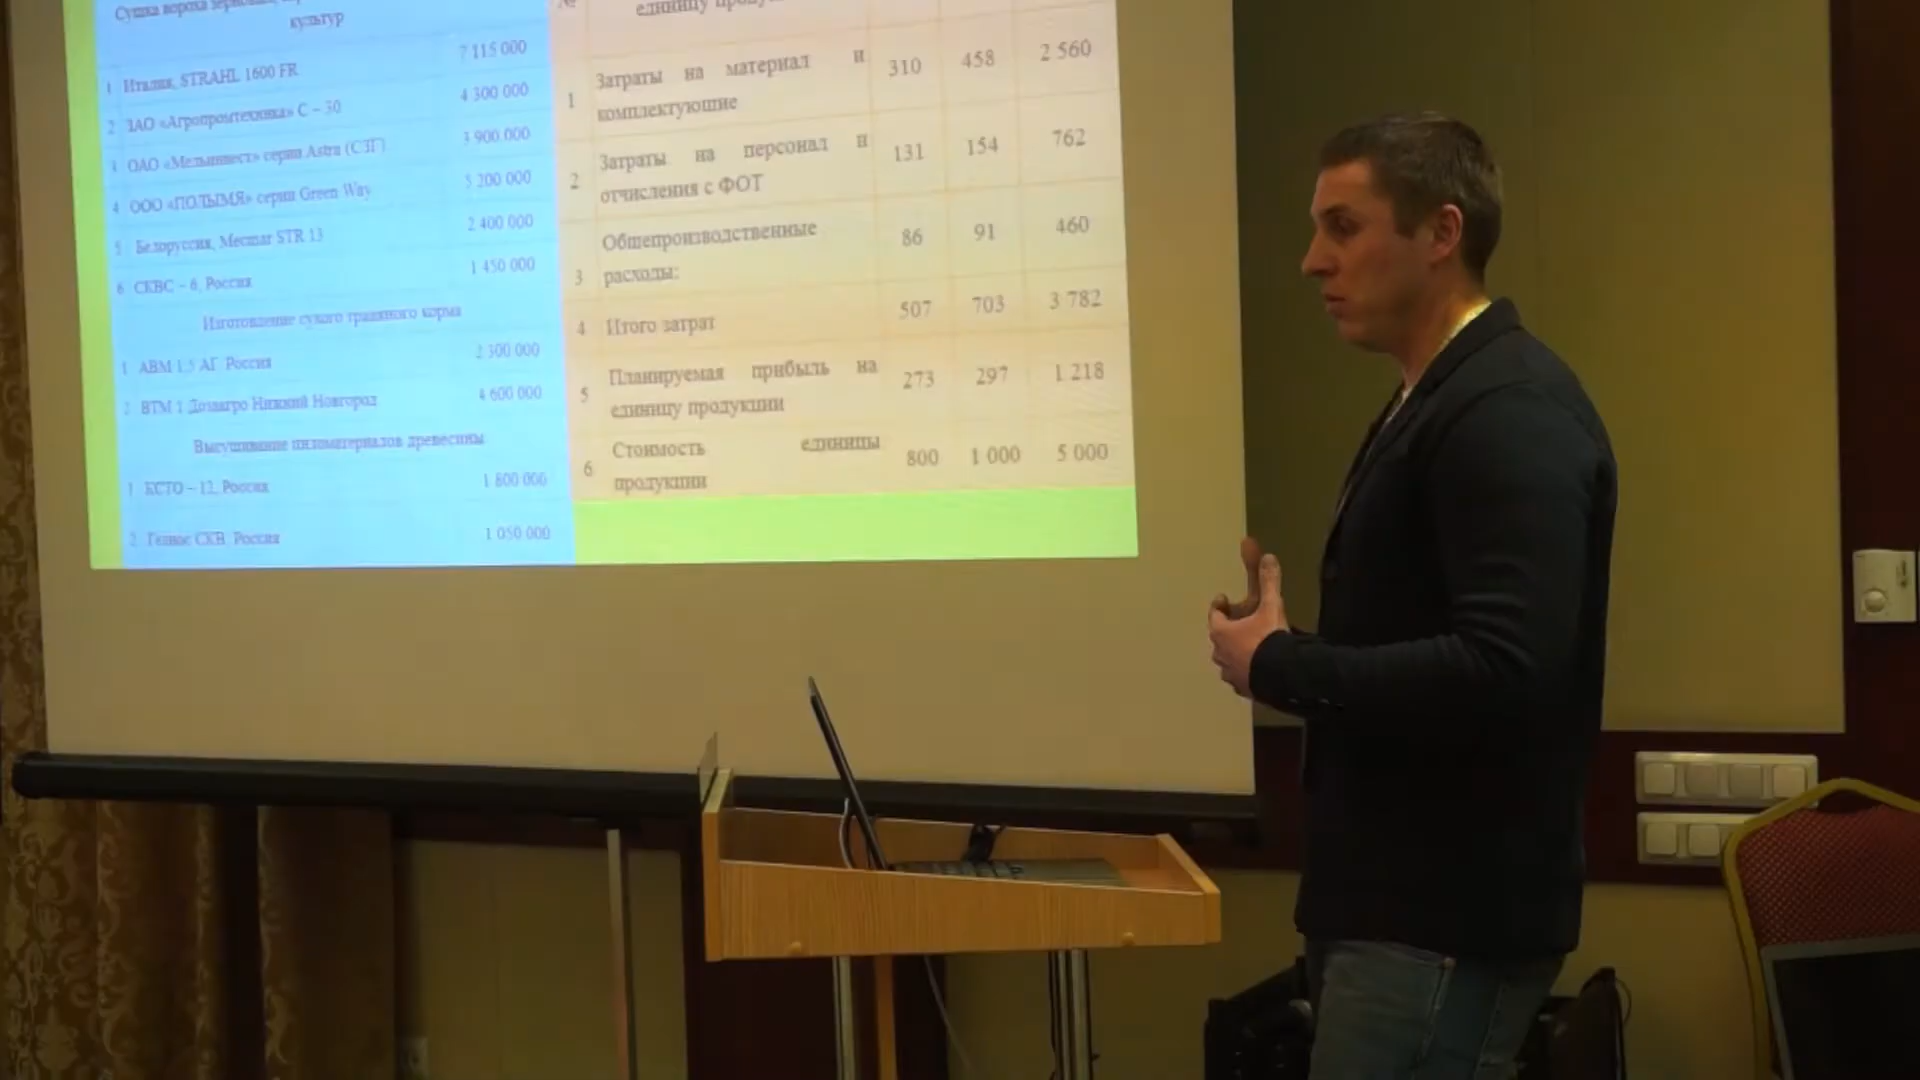 Сушка вороха
культур
1 Италия, STRAHL 1600 FR 7 115 000
2 ЗАО «Агропромтехника» С – 30 4 300 000
3 ОАО «Мельинвест» серии Astra (СЗГ) 3 900 000
4 ООО «ПОЛЫМЯ» серии Green Way 5 200 000
5 Белоруссия, Mecmar STR 13 2 400 000
6 СКВС – 6, Россия 1 450 000
Изготовление сухого травяного корма
1 АВМ 1,5 АГ, Россия 2 300 000
2 ВТМ 1 Дозаагро Нижний Новгород 4 600 000
Высушивание пиломатериалов древесины
1 КСТО – 12, Россия 1 800 000
2 Гелиос СКВ, Россия 1 050 000
№ единицу
1 Затраты на материал и
комплектующие 310 458 2 560
2 Затраты на персонал и
отчисления с ФОТ 131 154 762
3 Общепроизводственные
расходы: 86 91 460
4 Итого затрат 507 703 3 782
5 Планируемая прибыль на
единицу продукции 273 297 1 218
6 Стоимость единицы
продукции 800 1 000 5 000